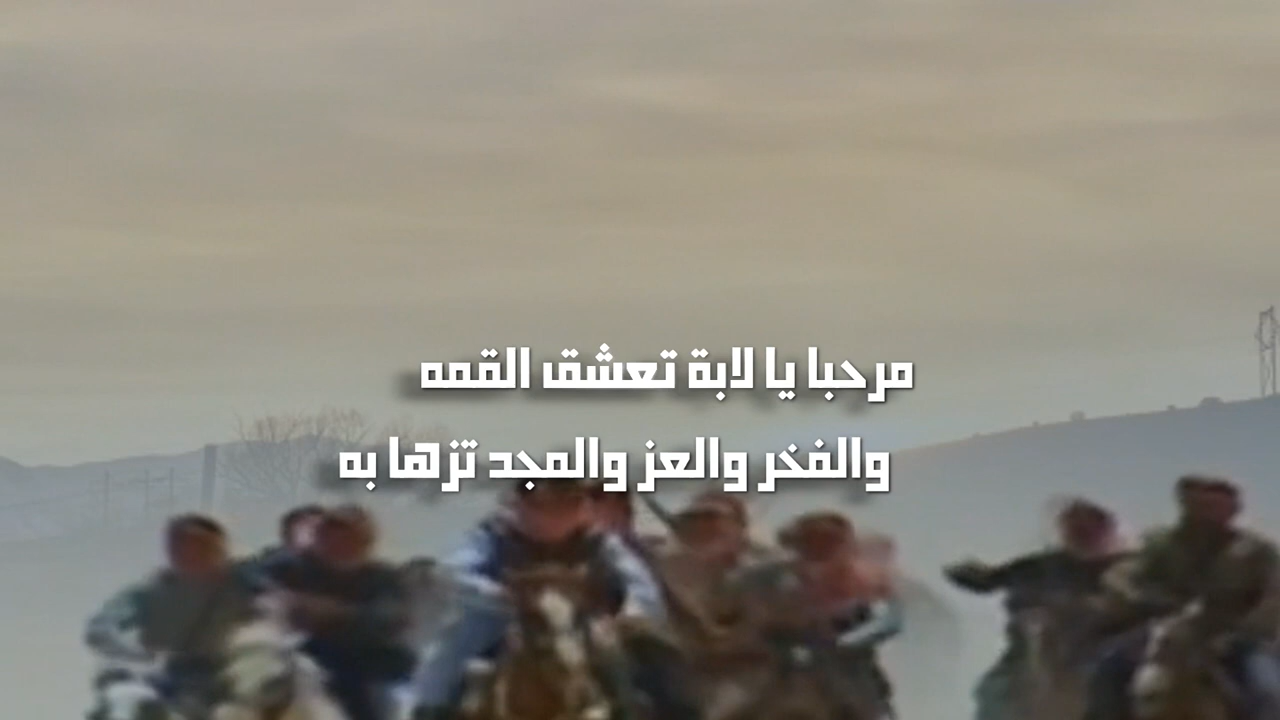 مرحبا يا لابة تعشق القمه
والفخر والعز والمجد تزها به